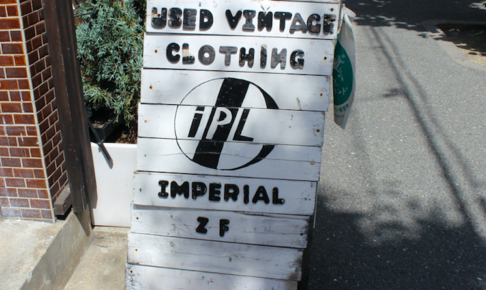 USED VINTAGE
CLOTHING
iPL
IMPERIAL
2F